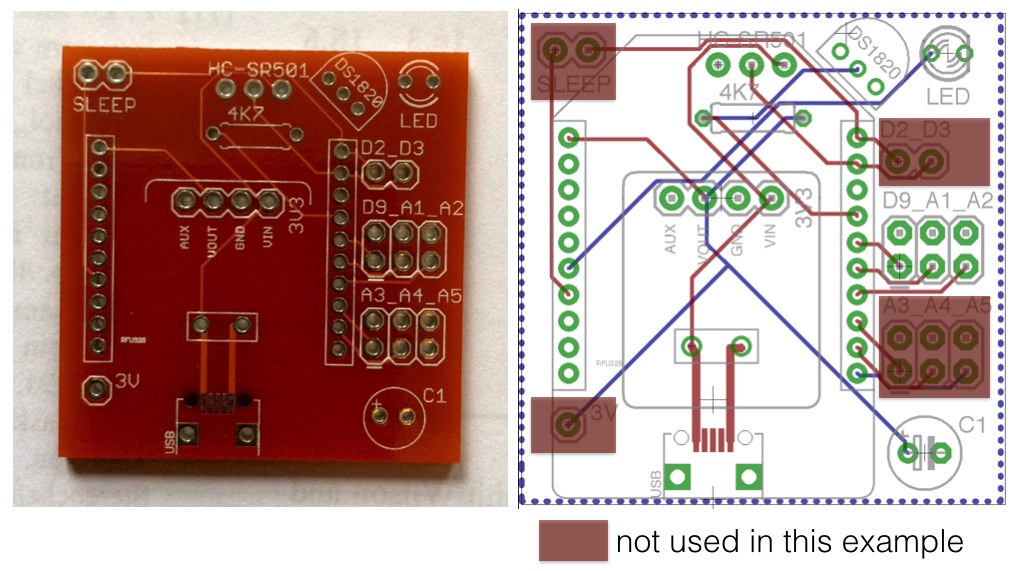 SLEEP
HC-SR501
4K7
DS1820
LED
D2_D3
D9_A1_A2
A3_A4_A5
AUX
VOUT
GND
VIN
3V3
RFU328
3V
USB
C1
SLEEP
HC-SR501
4K7
DS1820
LED
D2_D3
D9_A1_A2
A3_A4_A5
AUX
VOUT
GND
VIN
3V3
RFU328
3V
USB
C1
not used in this example